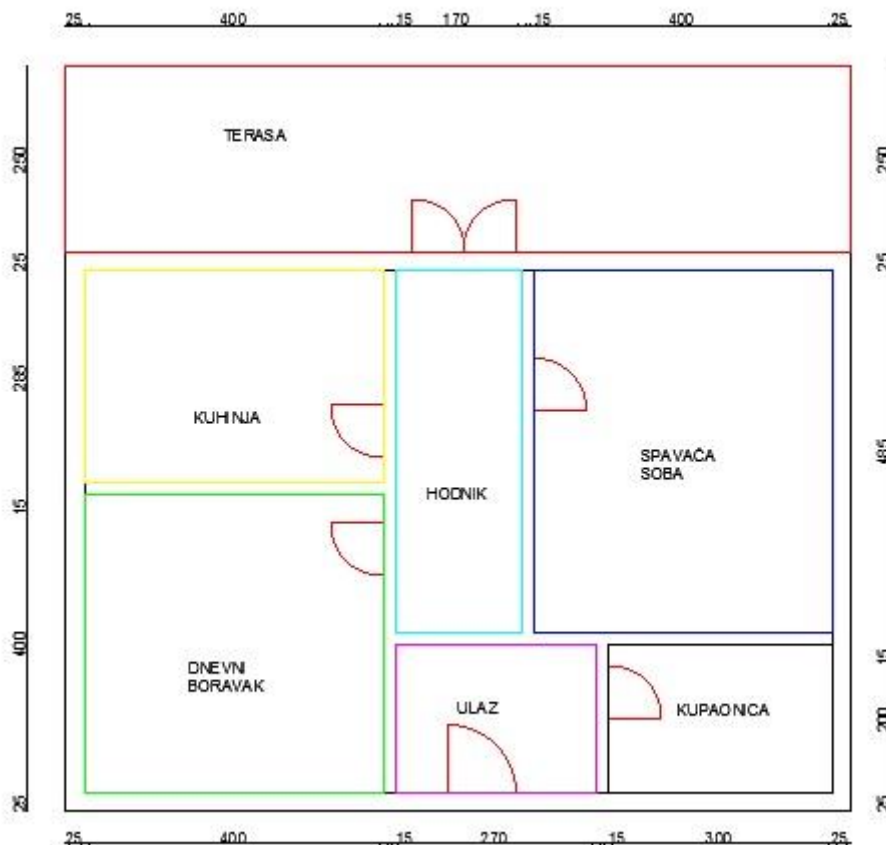 25 400 15 170 15 400 25
TERASA
250
250
25
25
285
KUHINJA
SPAVAĆA
SOBA
485
HODNIK
15
400
DNEVNI
BORAVAK
ULAZ
KUPAONICA
15
200
25
25
25 400 15 270 15 300 25